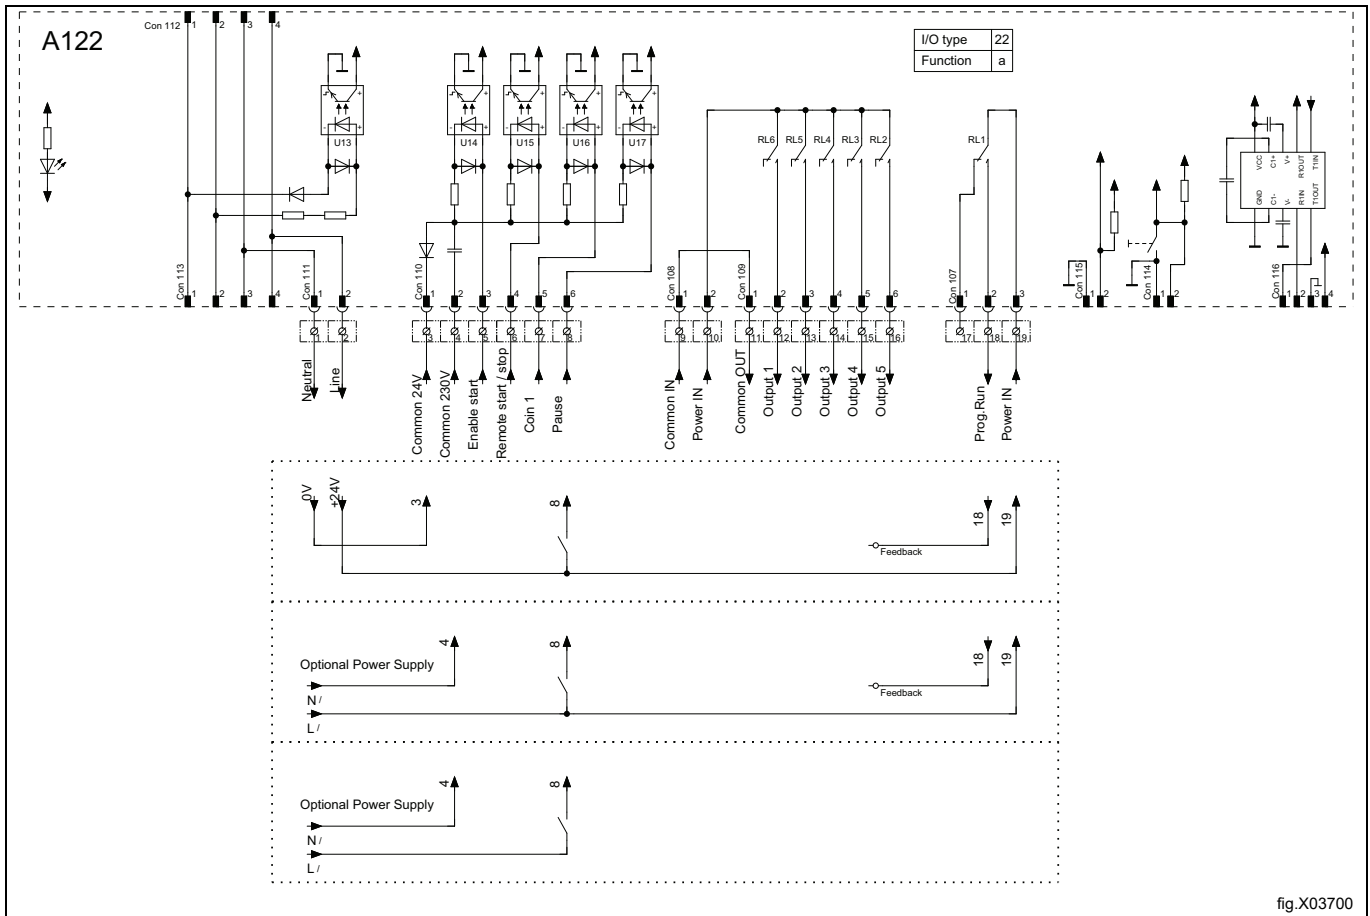 A122
Con 112
1 2 3 4
I/O type 22
Function a
U13 U14 U15 U16 U17
RL6 RL5 RL4 RL3 RL2
RL1
VCC C1+ V+ R1OUT T1IN
GND C1- V- R1IN T1OUT
Con 113
1 2 3 4
Con 111
1 2
Con 110
1 2 3 4 5 6
Con 108
1 2
Con 109
1 2 3 4 5 6
Con 107
1 2 3
Con 115
1 2
Con 114
1 2
Con 116
1 2 3 4
1 2 3 4 5 6 7 8 9 10 11 12 13 14 15 16 17 18 19
Neutral
Line
Common 24V
Common 230V
Enable start
Remote start / stop
Coin 1
Pause
Common IN
Power IN
Common OUT
Output 1
Output 2
Output 3
Output 4
Output 5
Prog.Run
Power IN
0V
+24V
3
8
18
19
Feedback
4
8
18
19
Optional Power Supply
Feedback
N /
L /
4
8
Optional Power Supply
N /
L /
fig.X03700